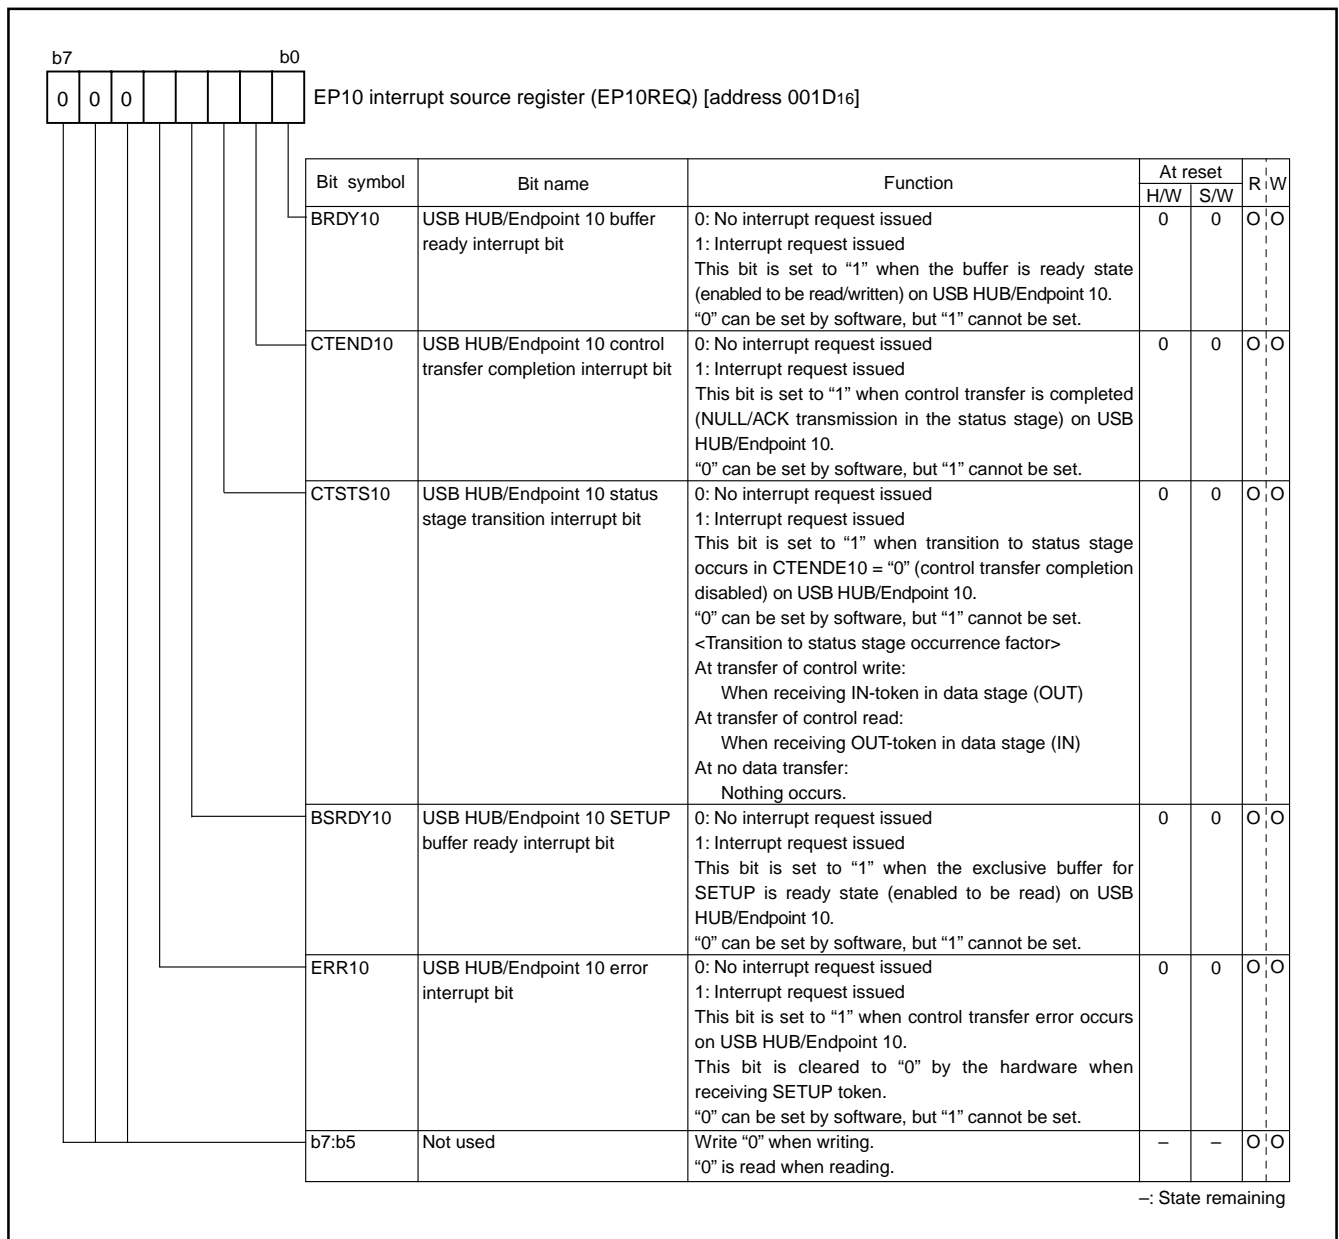 b7 b0
0 0 0
EP10 interrupt source register (EP10REQ) [address 001D16]
Bit symbol Bit name Function At reset R W
H/W S/W
BRDY10 USB HUB/Endpoint 10 buffer 0: No interrupt request issued 0 0 O O
ready interrupt bit 1: Interrupt request issued
This bit is set to “1” when the buffer is ready state
(enabled to be read/written) on USB HUB/Endpoint 10.
“0” can be set by software, but “1” cannot be set.
CTEND10 USB HUB/Endpoint 10 control 0: No interrupt request issued 0 0 O O
transfer completion interrupt bit 1: Interrupt request issued
This bit is set to “1” when control transfer is completed
(NULL/ACK transmission in the status stage) on USB
HUB/Endpoint 10.
“0” can be set by software, but “1” cannot be set.
CTSTS10 USB HUB/Endpoint 10 status 0: No interrupt request issued 0 0 O O
stage transition interrupt bit 1: Interrupt request issued
This bit is set to “1” when transition to status stage
occurs in CTENDE10 = “0” (control transfer completion
disabled) on USB HUB/Endpoint 10.
“0” can be set by software, but “1” cannot be set.
<Transition to status stage occurrence factor>
At transfer of control write:
When receiving IN-token in data stage (OUT)
At transfer of control read:
When receiving OUT-token in data stage (IN)
At no data transfer:
Nothing occurs.
BSRDY10 USB HUB/Endpoint 10 SETUP 0: No interrupt request issued 0 0 O O
buffer ready interrupt bit 1: Interrupt request issued
This bit is set to “1” when the exclusive buffer for
SETUP is ready state (enabled to be read) on USB
HUB/Endpoint 10.
“0” can be set by software, but “1” cannot be set.
ERR10 USB HUB/Endpoint 10 error 0: No interrupt request issued 0 0 O O
interrupt bit 1: Interrupt request issued
This bit is set to “1” when control transfer error occurs
on USB HUB/Endpoint 10.
This bit is cleared to “0” by the hardware when
receiving SETUP token.
“0” can be set by software, but “1” cannot be set.
b7:b5 Not used Write “0” when writing. – – O O
“0” is read when reading.
–: State remaining